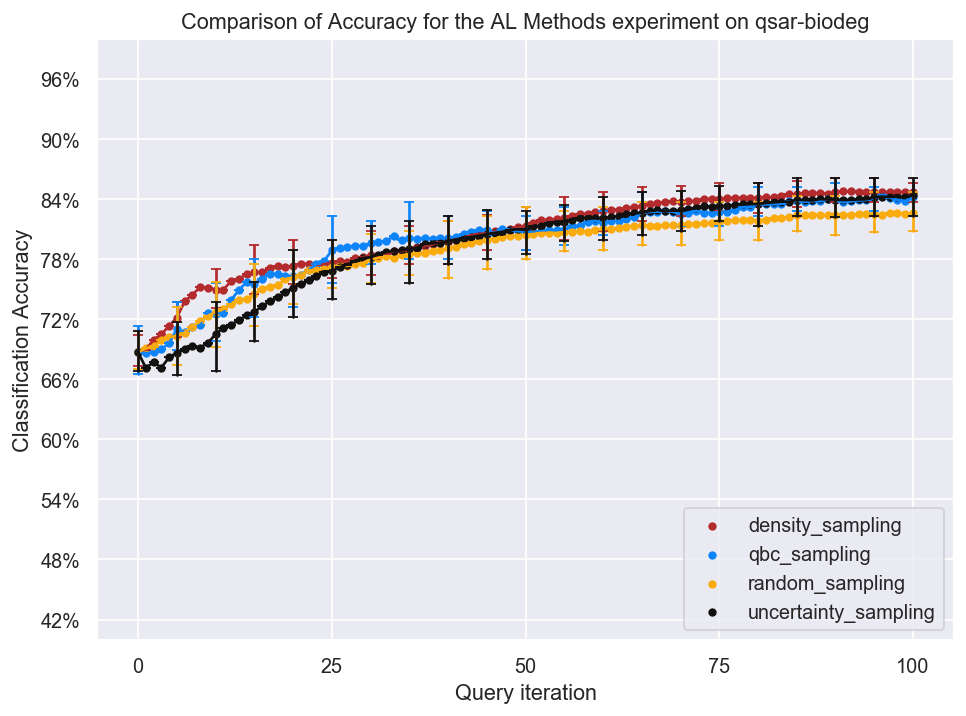 Comparison of Accuracy for the AL Methods experiment on qsar-biodeg
Classification Accuracy
96%
90%
84%
78%
72%
66%
60%
54%
48%
42%
density_sampling
qbc_sampling
random_sampling
uncertainty_sampling
0 25 50 75 100
Query iteration